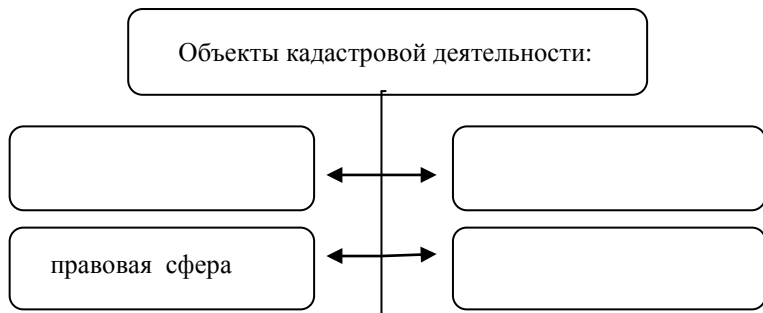 Объекты кадастровой деятельности:
правовая сфера